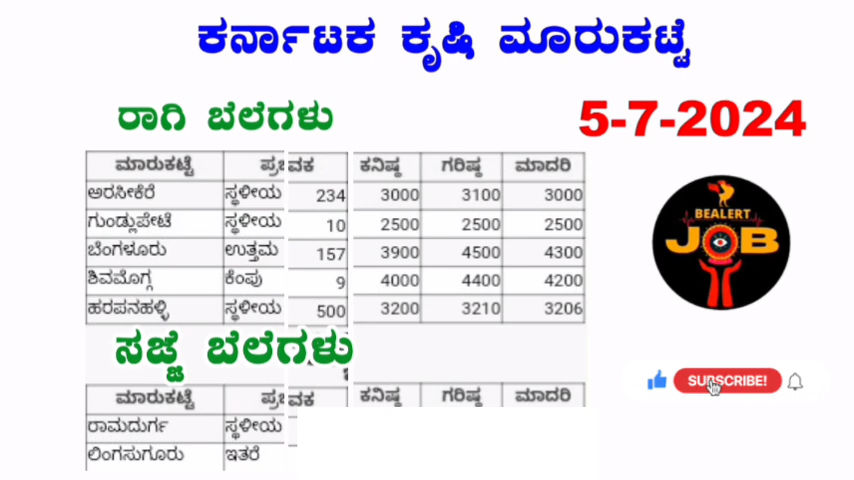 ಕರ್ನಾಟಕ ಕೃಷಿ ಮಾರುಕಟ್ಟೆ
ರಾಗಿ ಬೆಲೆಗಳು 5-7-2024
ಮಾರುಕಟ್ಟೆ ವಕ ಕನಿಷ್ಠ ಗರಿಷ್ಠ ಮಾದರಿ
ಅರಸೀಕೆರೆ ಸ್ಥಳೀಯ 234 3000 3100 3000
ಗುಂಡ್ಲುಪೇಟೆ ಸ್ಥಳೀಯ 10 2500 2500 2500
ಬೆಂಗಳೂರು ಉತ್ತಮ 157 3900 4500 4300
ಶಿವಮೊಗ್ಗ ಕೆಂಪು 9 4000 4400 4200
ಹರಪನಹಳ್ಳಿ ಸ್ಥಳೀಯ 500 3200 3210 3206
BEALERT
JOB
ಸಜ್ಜೆ ಬೆಲೆಗಳು
SUBSCRIBE!
ಮಾರುಕಟ್ಟೆ ವಕ ಕನಿಷ್ಠ ಗರಿಷ್ಠ ಮಾದರಿ
ರಾಮದುರ್ಗ ಸ್ಥಳೀಯ
ಲಿಂಗಸುಗೂರು ಇತರೆ